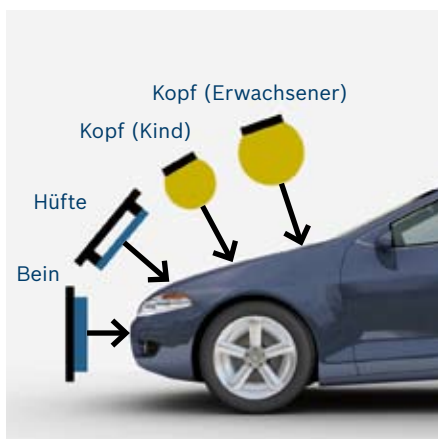 Kopf (Erwachsener)
Kopf (Kind)
Hüfte
Bein